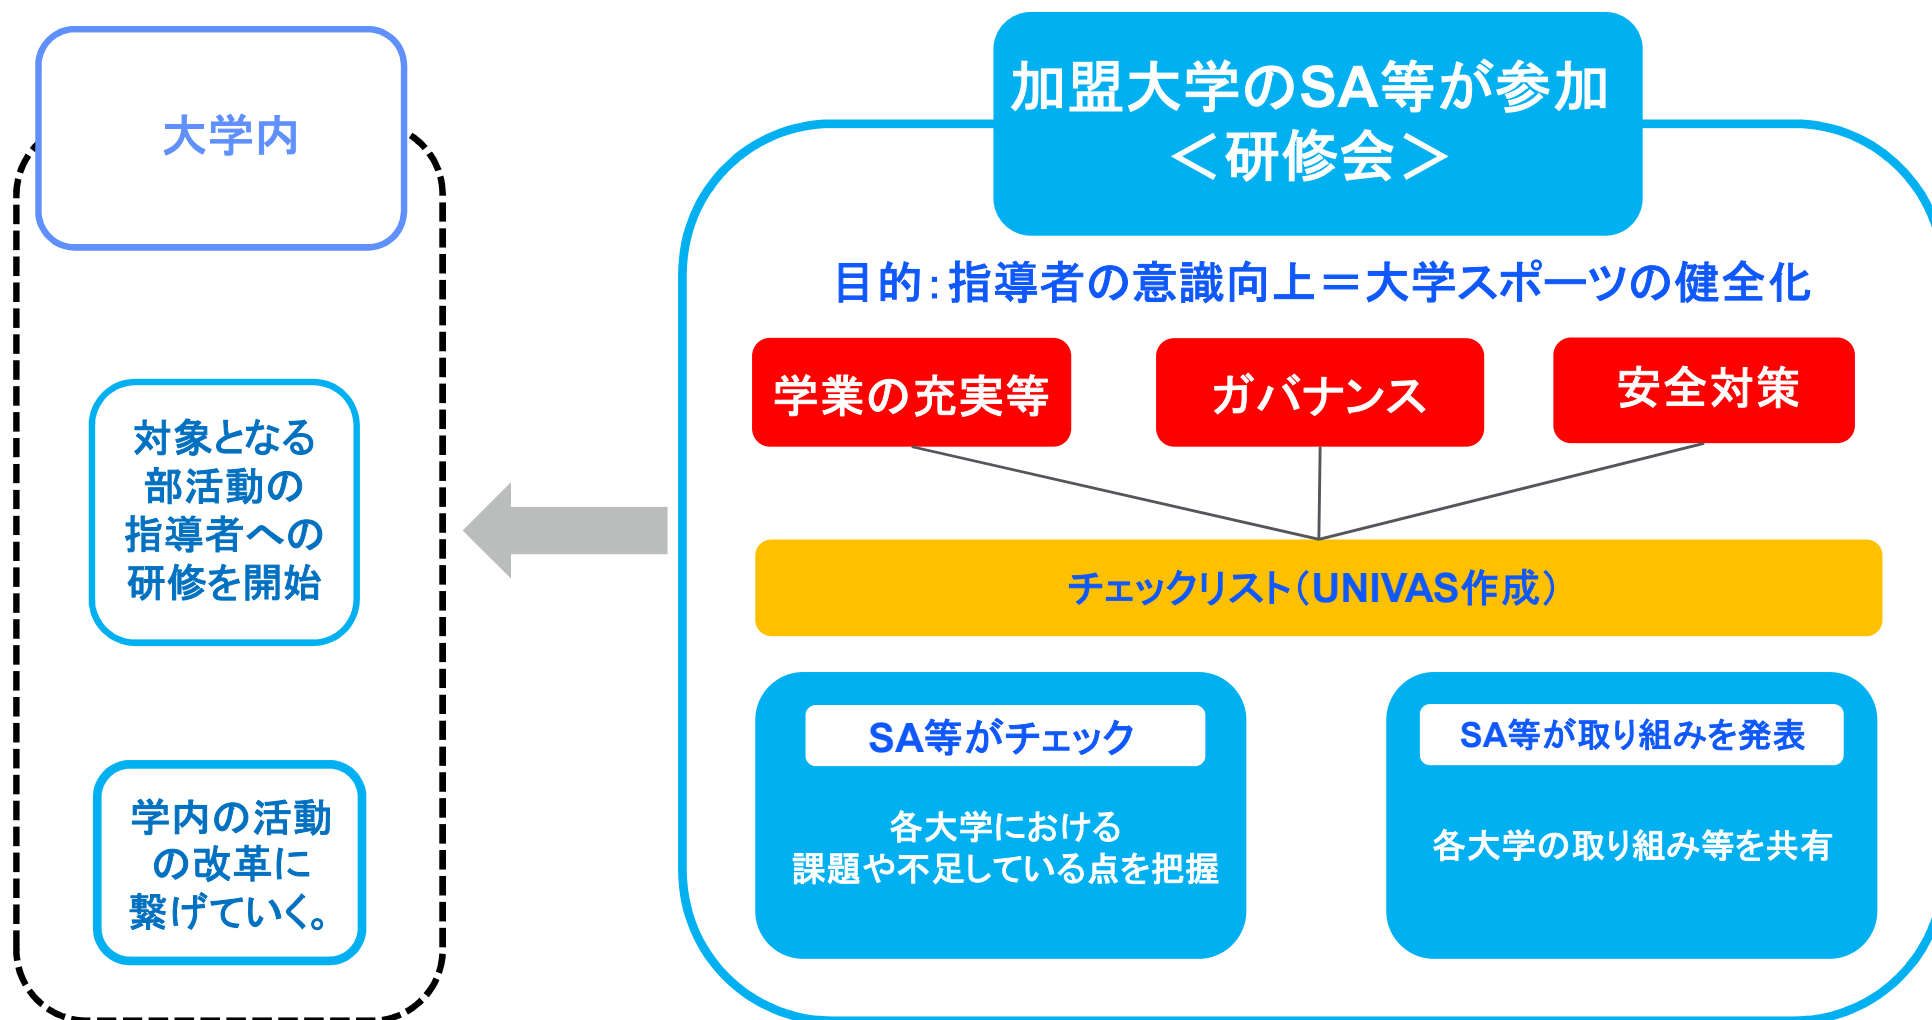 大学内
対象となる
部活動の
指導者への
研修を開始
学内の活動
の改革に
繋げていく。
加盟大学のSA等が参加
＜研修会＞
目的：指導者の意識向上＝大学スポーツの健全化
学業の充実等
ガバナンス
安全対策
チェックリスト（UNIVAS作成）
SA等がチェック
各大学における
課題や不足している点を把握
SA等が取り組みを発表
各大学の取り組み等を共有